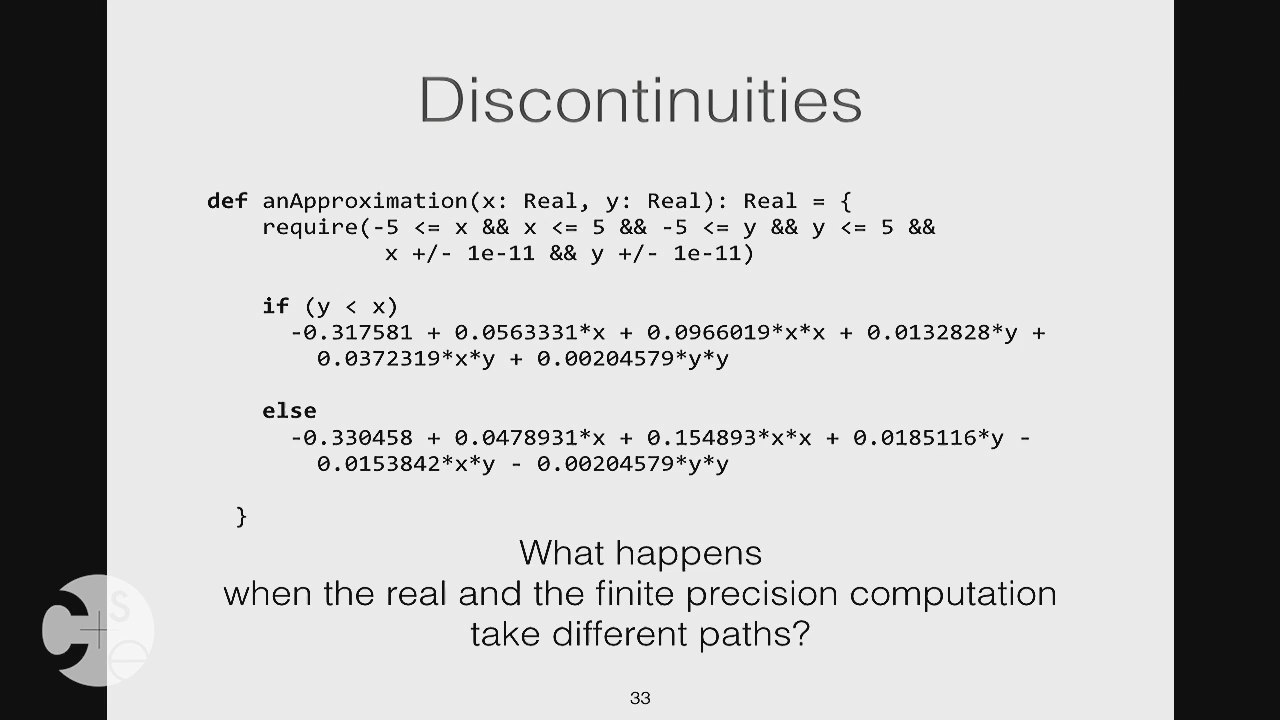 Discontinuities
def anApproximation(x: Real, y: Real): Real = {
require(-5 <= x && x <= 5 && -5 <= y && y <= 5 &&
x +/- 1e-11 && y +/- 1e-11)
if (y < x)
-0.317581 + 0.0563331*x + 0.0966019*x*x + 0.0132828*y +
0.0372319*x*y + 0.00204579*y*y
else
-0.330458 + 0.0478931*x + 0.154893*x*x + 0.0185116*y -
0.0153842*x*y - 0.00204579*y*y
}
What happens
when the real and the finite precision computation
take different paths?
C+se
33